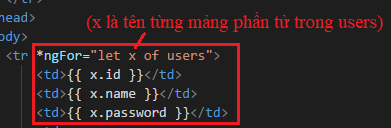 (x là tên từng mảng phần tử trong users)
head>
body>
<tr *ngFor="let x of users">
<td>{{ x.id }}</td>
<td>{{ x.name }}</td>
<td>{{ x.password }}</td>